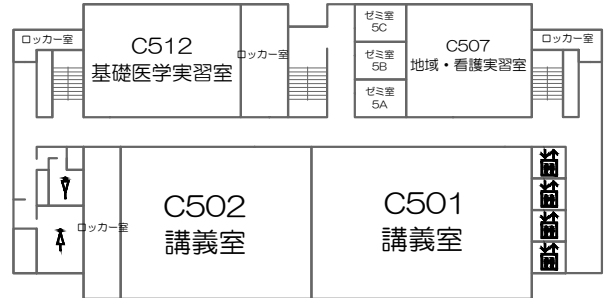 ロッカー室
C512
基礎医学実習室
ロッカー室
ゼミ室
5C
ゼミ室
5B
ゼミ室
5A
C507
地域・看護実習室
ロッカー室
ロッカー室
C502
講義室
C501
講義室